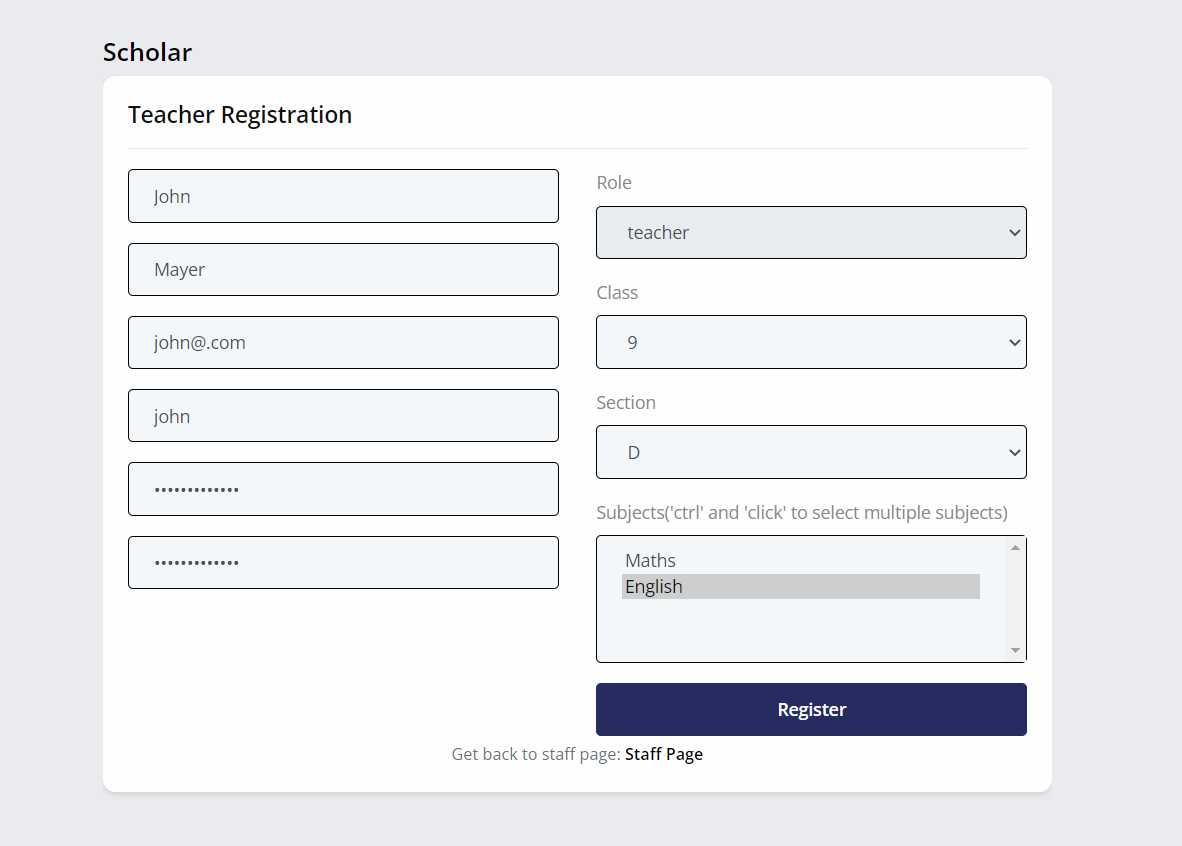 Scholar
Teacher Registration
John
Mayer
john@.com
john
•••••••••••••
•••••••••••••
Role
teacher
Class
9
Section
D
Subjects('ctrl' and 'click' to select multiple subjects)
Maths
English
Register
Get back to staff page: Staff Page